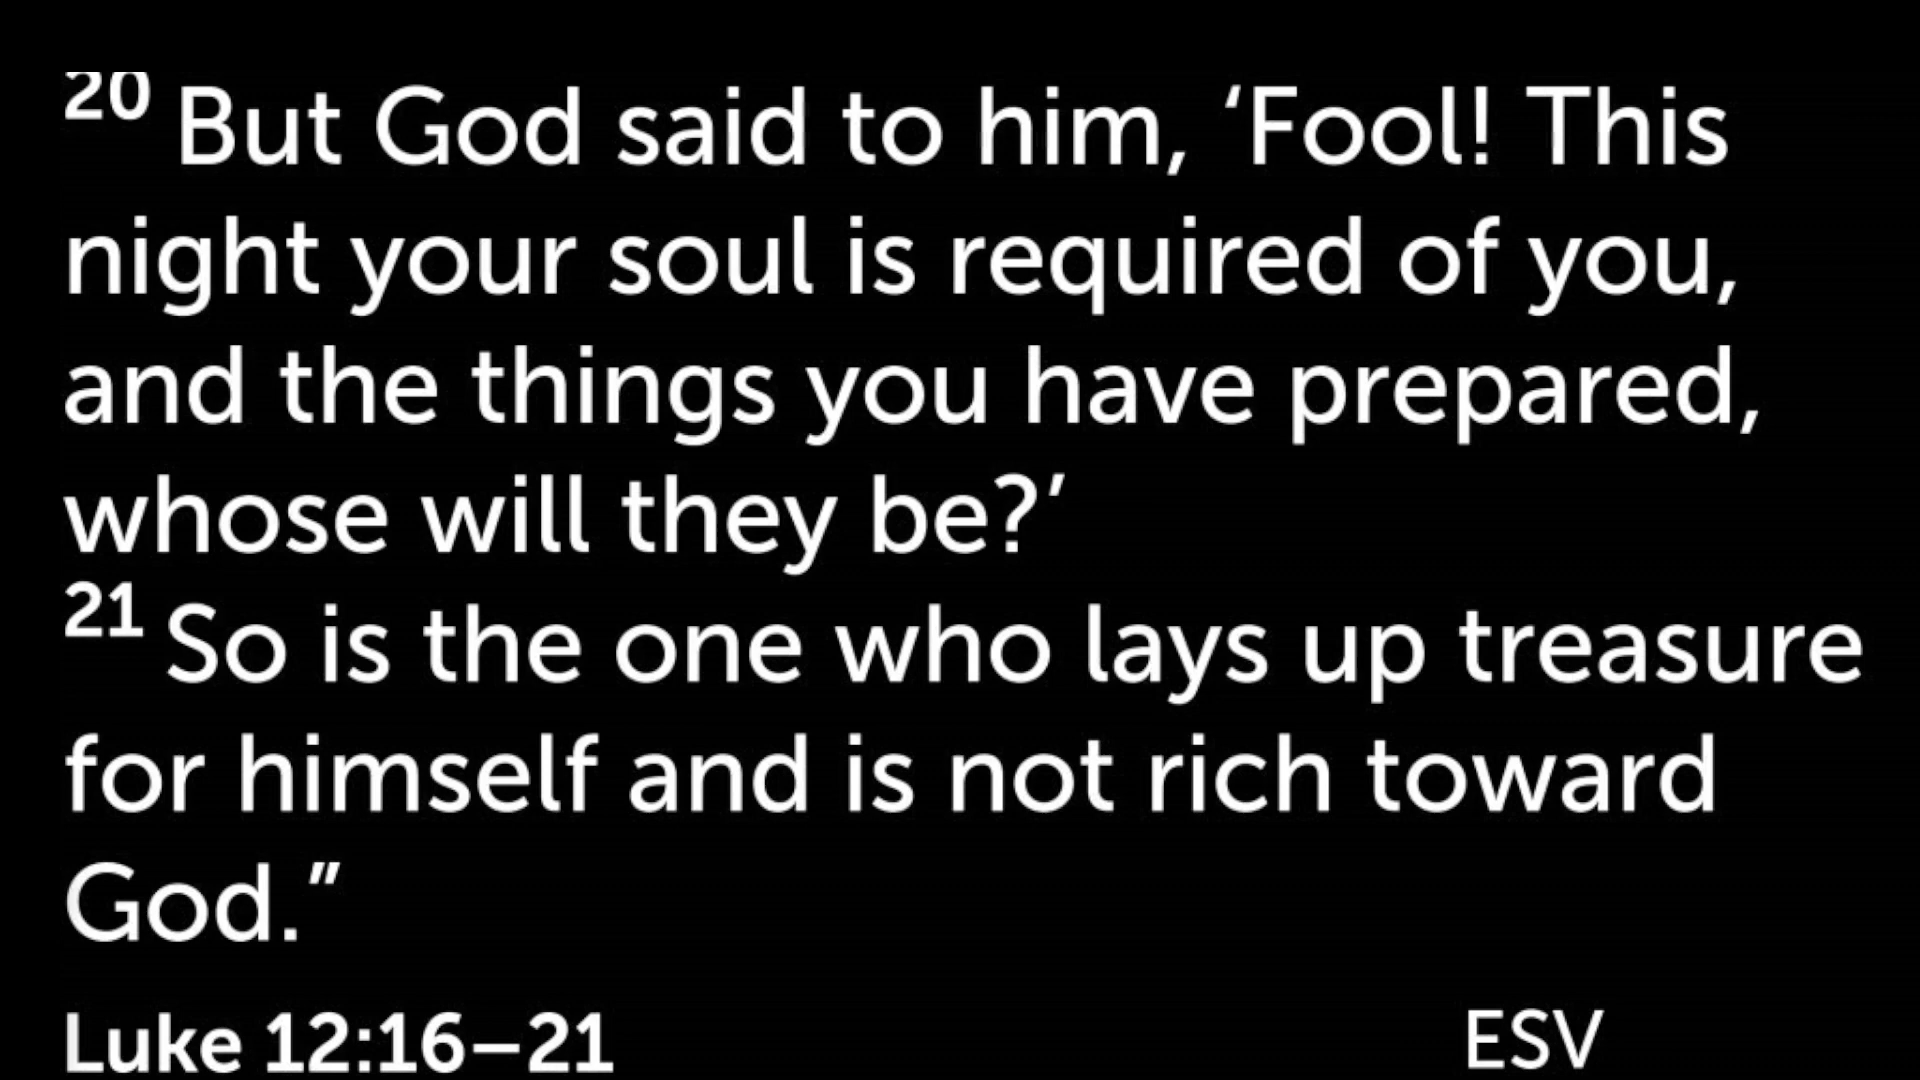 20 But God said to him, ‘Fool! This
night your soul is required of you,
and the things you have prepared,
whose will they be?’
21 So is the one who lays up treasure
for himself and is not rich toward
God.”
Luke 12:16–21 ESV